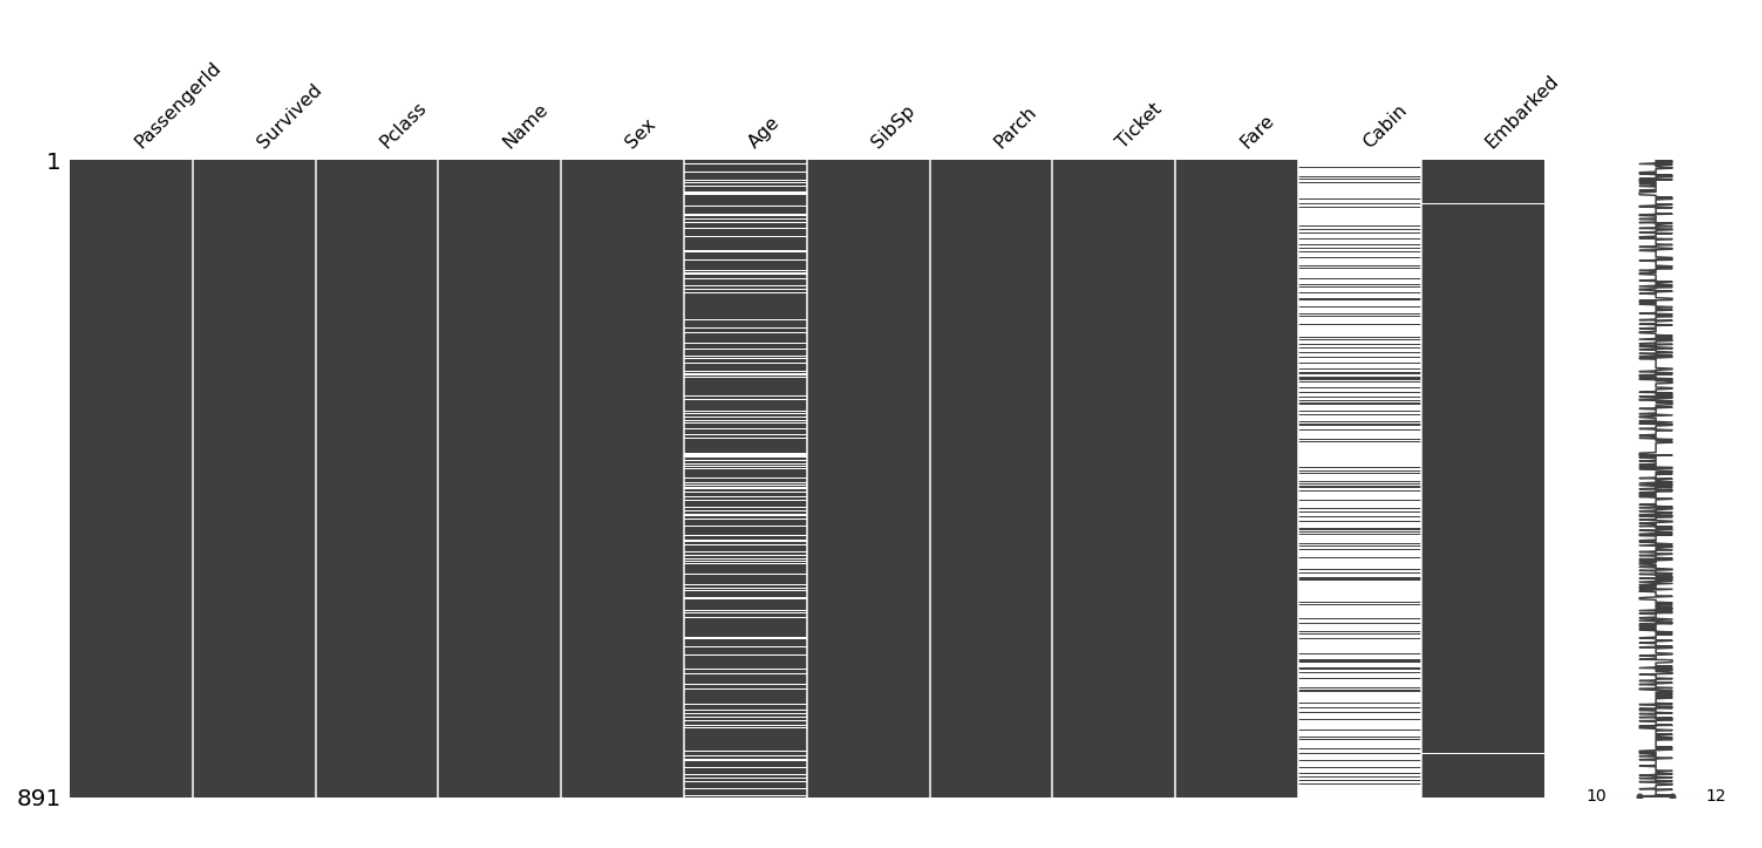 PassengerId
Survived
Pclass
Name
Sex
Age
SibSp
Parch
Ticket
Fare
Cabin
Embarked
1
891
10
12